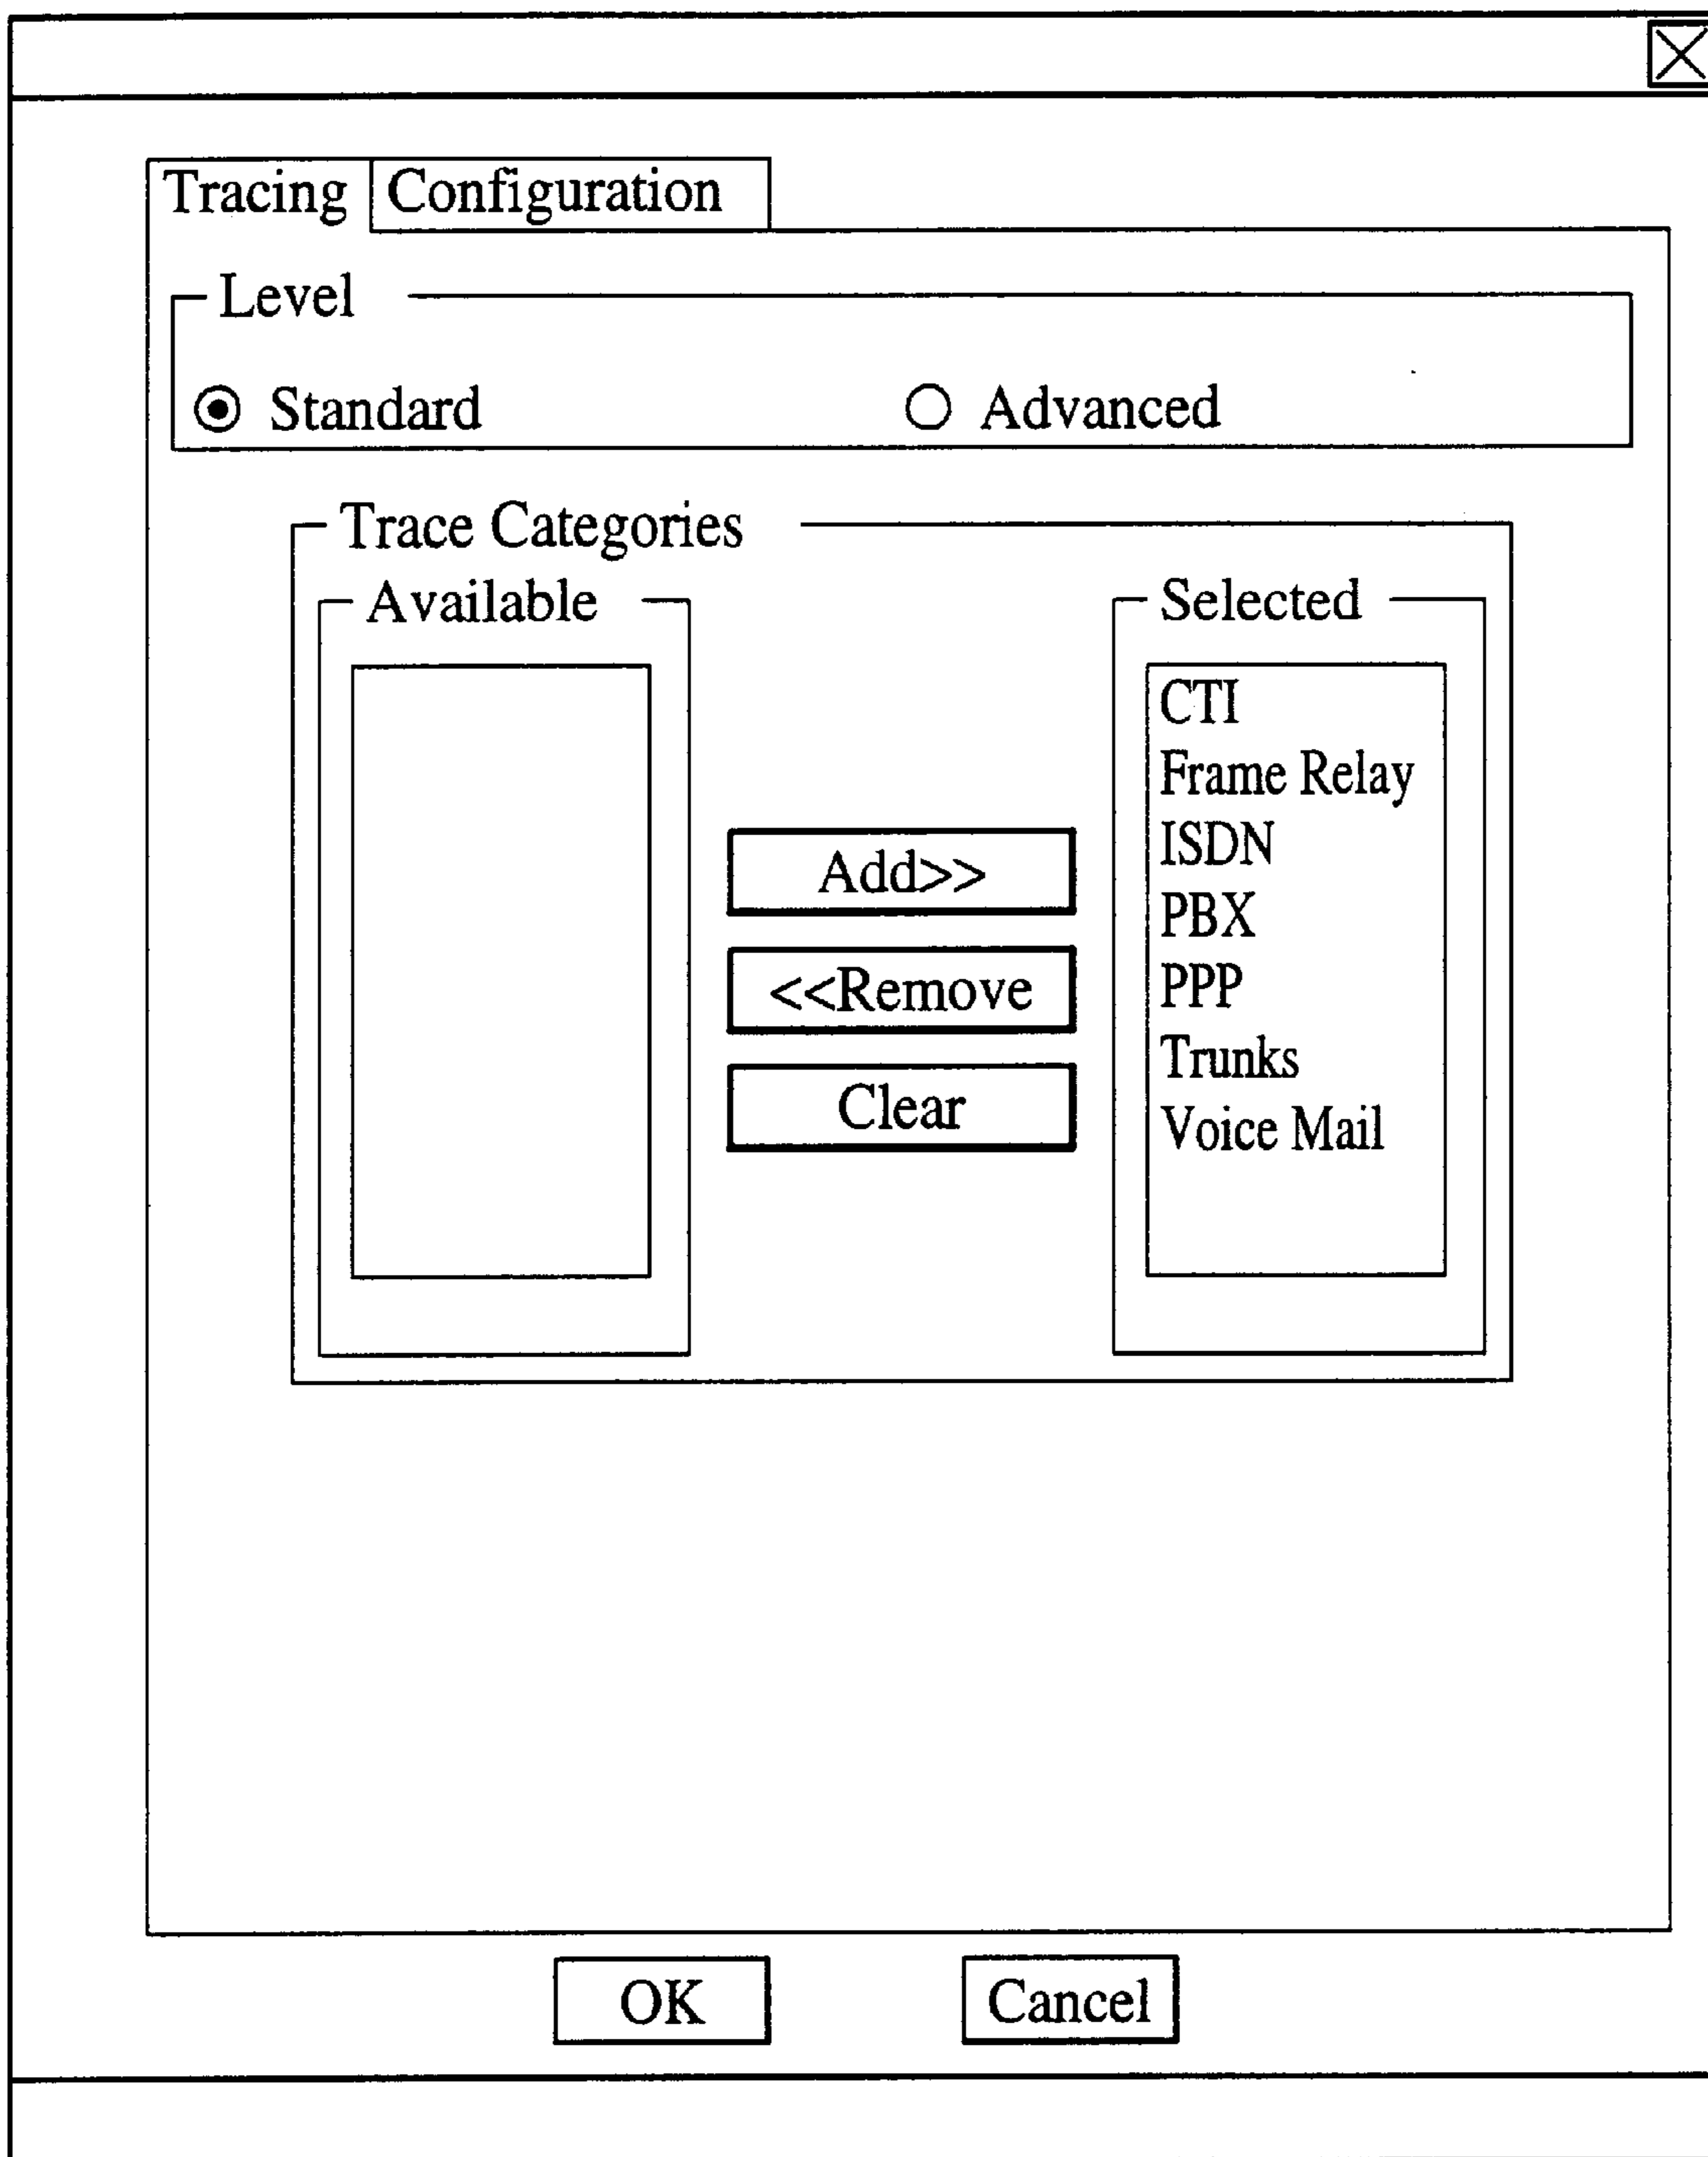 Tracing Configuration
Level
Standard Advanced
Trace Categories
Available Selected
CTI
Frame Relay
ISDN
PBX
PPP
Trunks
Voice Mail
Add>>
<<Remove
Clear
OK Cancel